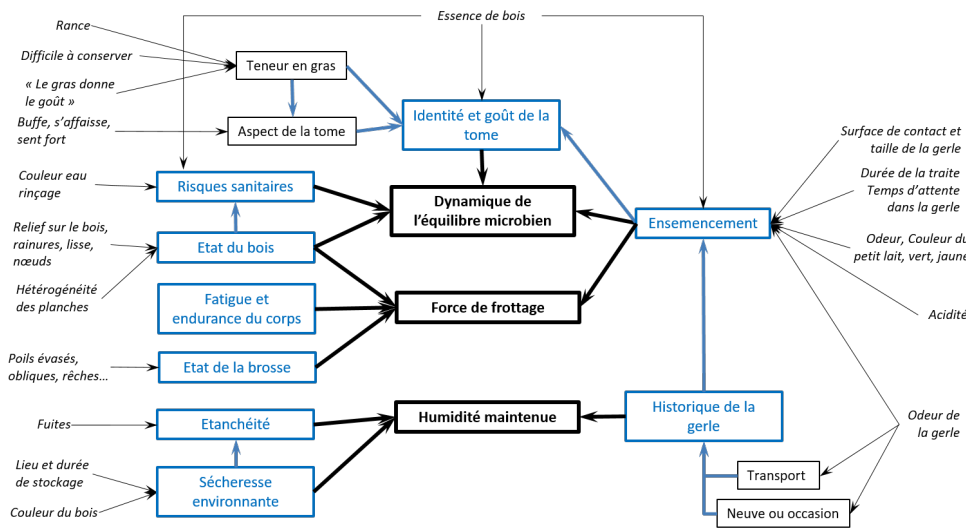 Essence de bois
Rance
Difficile à conserver
« Le gras donne
le goût »
Buffe, s’affaisse,
sent fort
Teneur en gras
Aspect de la tome
Identité et goût de la
tome
Surface de contact et
taille de la gerle
Durée de la traite
Temps d’attente
dans la gerle
Odeur, Couleur du
petit lait, vert, jaune
Acidité
Couleur eau
rinçage
Risques sanitaires
Dynamique de
l’équilibre microbien
Ensemencement
Relief sur le bois,
rainures, lisse,
nœuds
Etat du bois
Hétérogénéité
des planches
Fatigue et
endurance du corps
Force de frottage
Poils évasés,
obliques, rêches…
Etat de la brosse
Fuites
Etanchéité
Humidité maintenue
Historique de la
gerle
Odeur de
la gerle
Lieu et durée
de stockage
Couleur du bois
Sécheresse
environnante
Transport
Neuve ou occasion